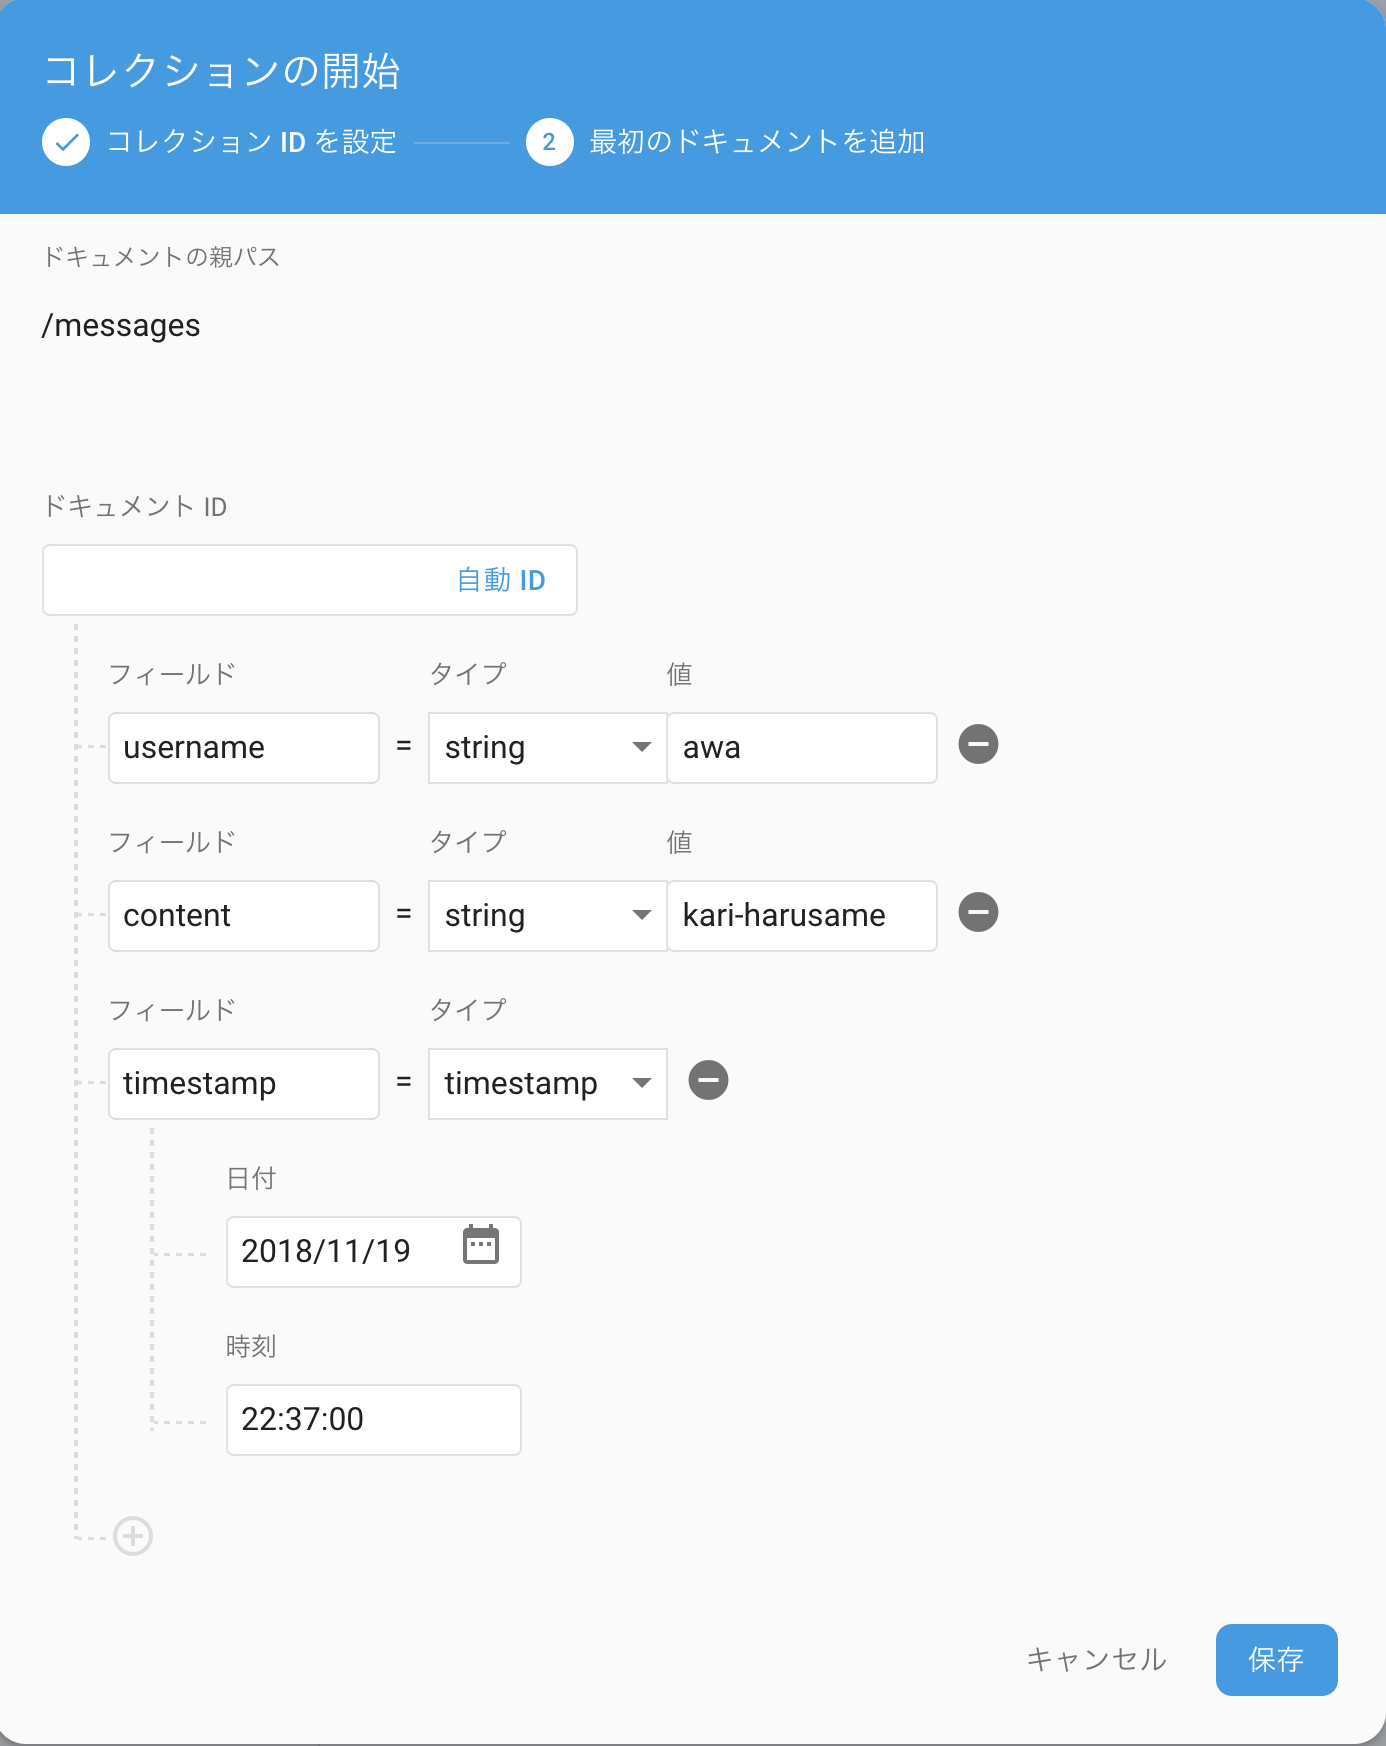 コレクションの開始
コレクション ID を設定 2 最初のドキュメントを追加
ドキュメントの親パス
/messages
ドキュメント ID
自動 ID
フィールド タイプ 値
username = string awa
フィールド タイプ 値
content = string kari-harusame
フィールド タイプ
timestamp = timestamp
日付
2018/11/19
時刻
22:37:00
キャンセル 保存